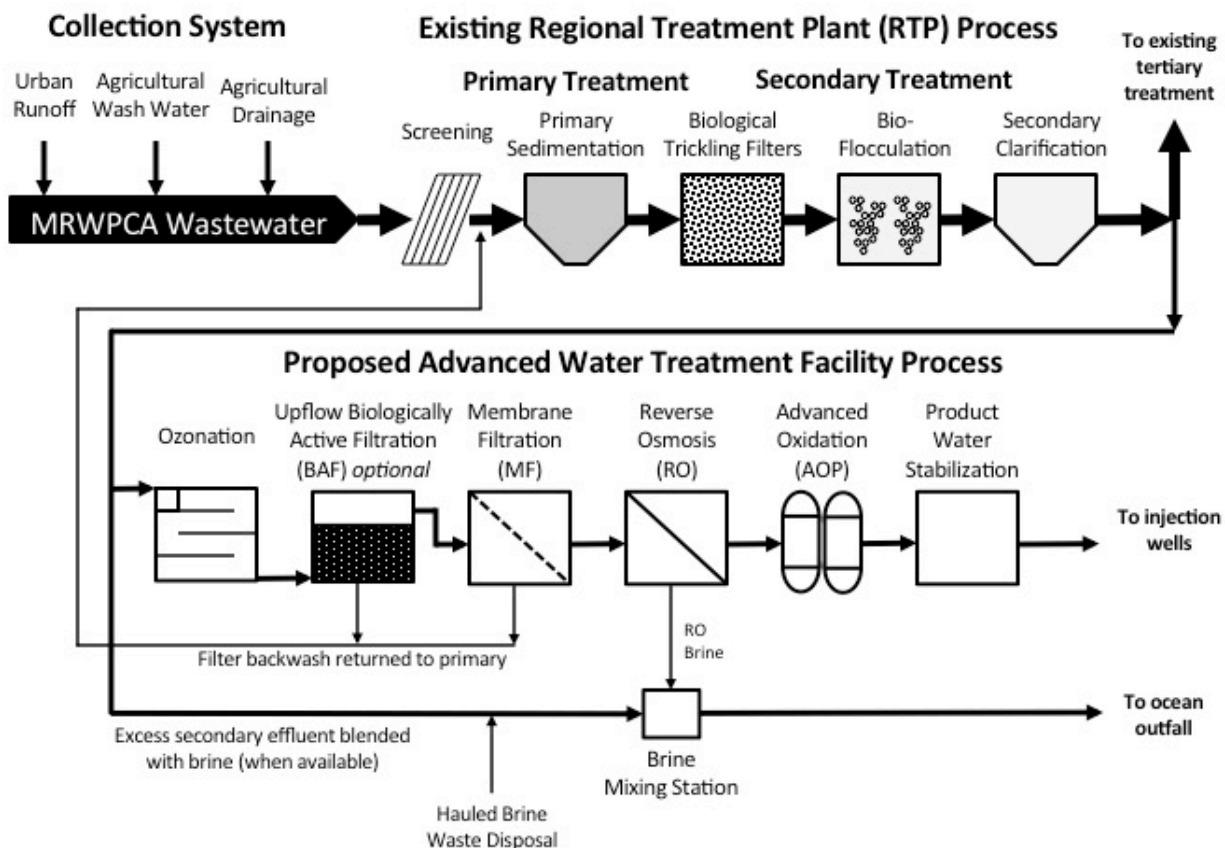 Collection System
Existing Regional Treatment Plant (RTP) Process
To existing
tertiary
treatment
Urban
Runoff
Agricultural
Wash Water
Agricultural
Drainage
Primary Treatment
Secondary Treatment
Screening
Primary
Sedimentation
Biological
Trickling Filters
Bio-
Flocculation
Secondary
Clarification
MRWPCA Wastewater
Proposed Advanced Water Treatment Facility Process
Ozonation
Upflow Biologically
Active Filtration
(BAF) optional
Membrane
Filtration
(MF)
Reverse
Osmosis
(RO)
Advanced
Oxidation
(AOP)
Product
Water
Stabilization
To injection
wells
Filter backwash returned to primary
RO
Brine
Excess secondary effluent blended
with brine (when available)
Brine
Mixing Station
To ocean
outfall
Hauled Brine
Waste Disposal